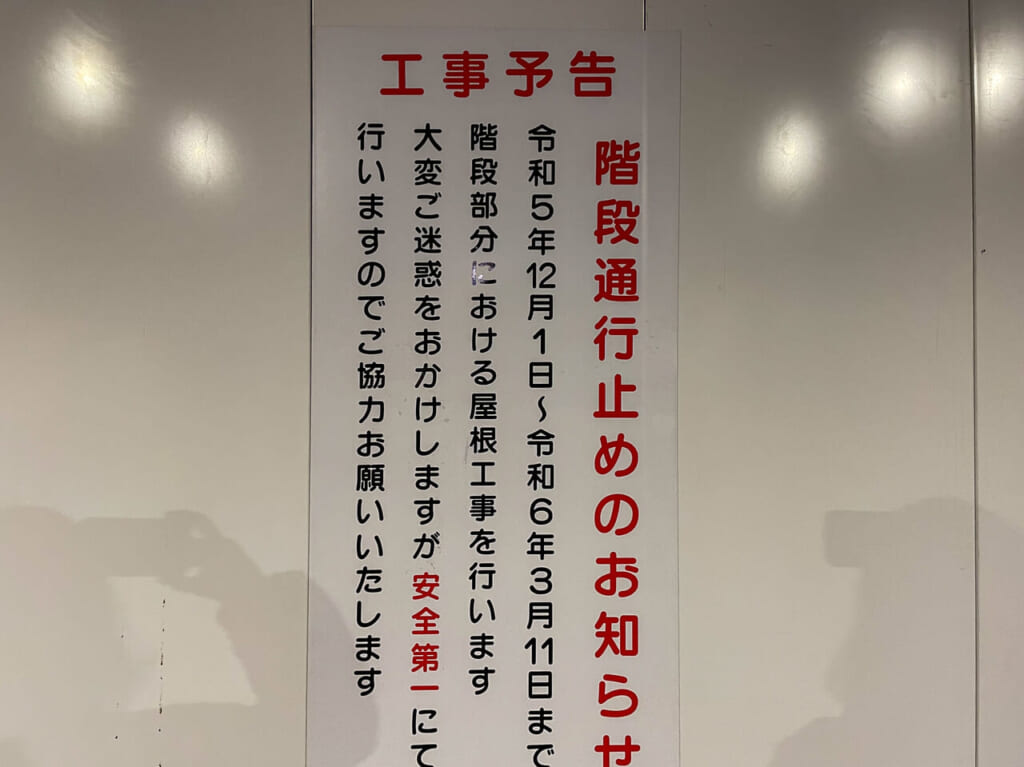 工事予告
階段通行止めのお知らせ
令和5年12月1日～令和6年3月11日まで
階段部分における屋根工事を行います
大変ご迷惑をおかけしますが安全第一にて
行いますのでご協力お願いいたします